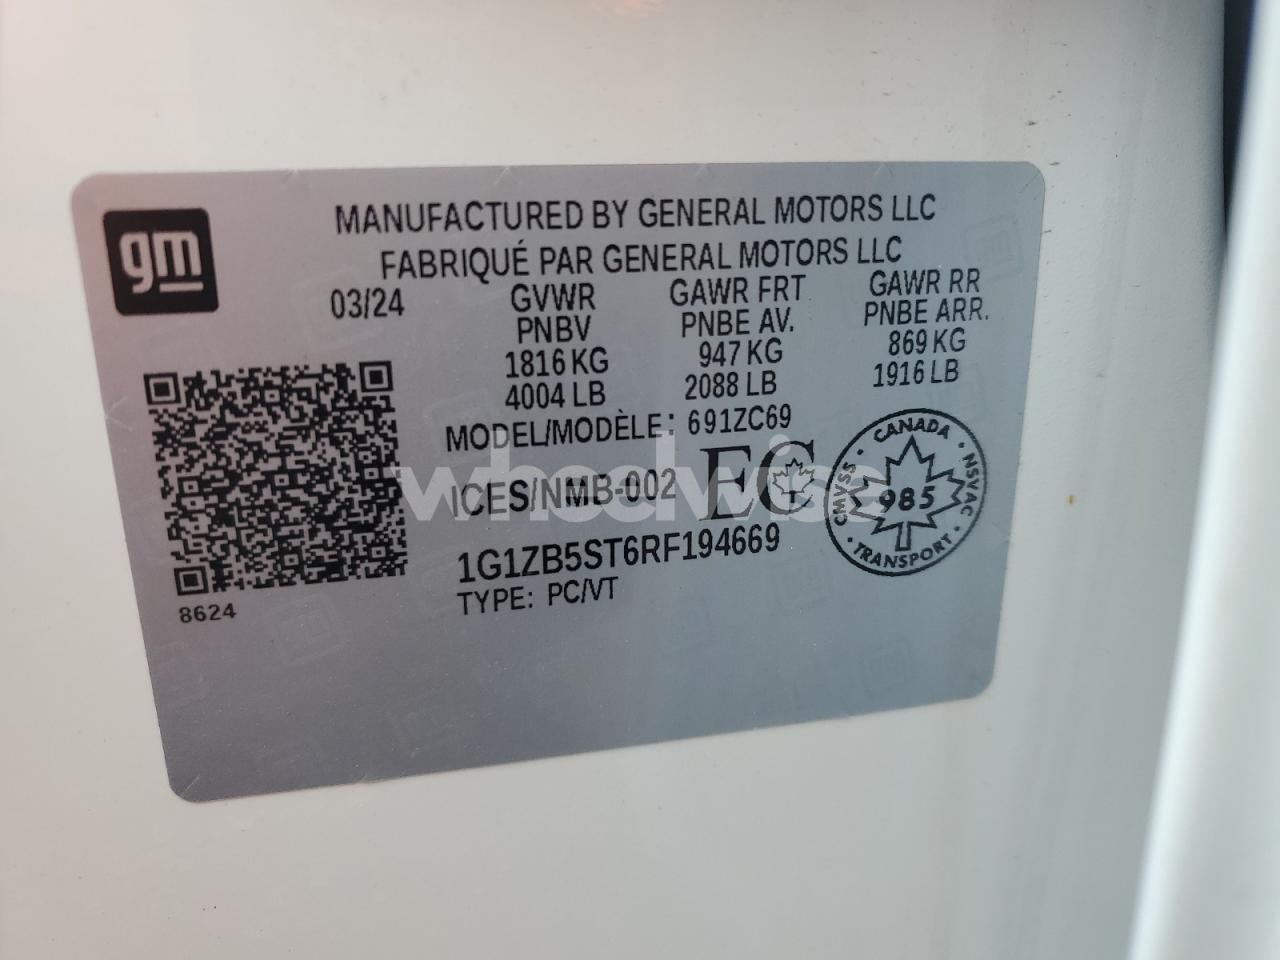 gm
MANUFACTURED BY GENERAL MOTORS LLC
FABRIQUÉ PAR GENERAL MOTORS LLC
03/24 GVWR GAWR FRT GAWR RR
PNBV PNBE AV. PNBE ARR.
1816 KG 947 KG 869 KG
4004 LB 2088 LB 1916 LB
MODEL/MODÈLE: 691ZC69
ICES/NMB-002 EC
wheelwise
CANADA
CMVSS 985 NSVAC
TRANSPORT
1G1ZB5ST6RF194669
TYPE: PC/VT
8624